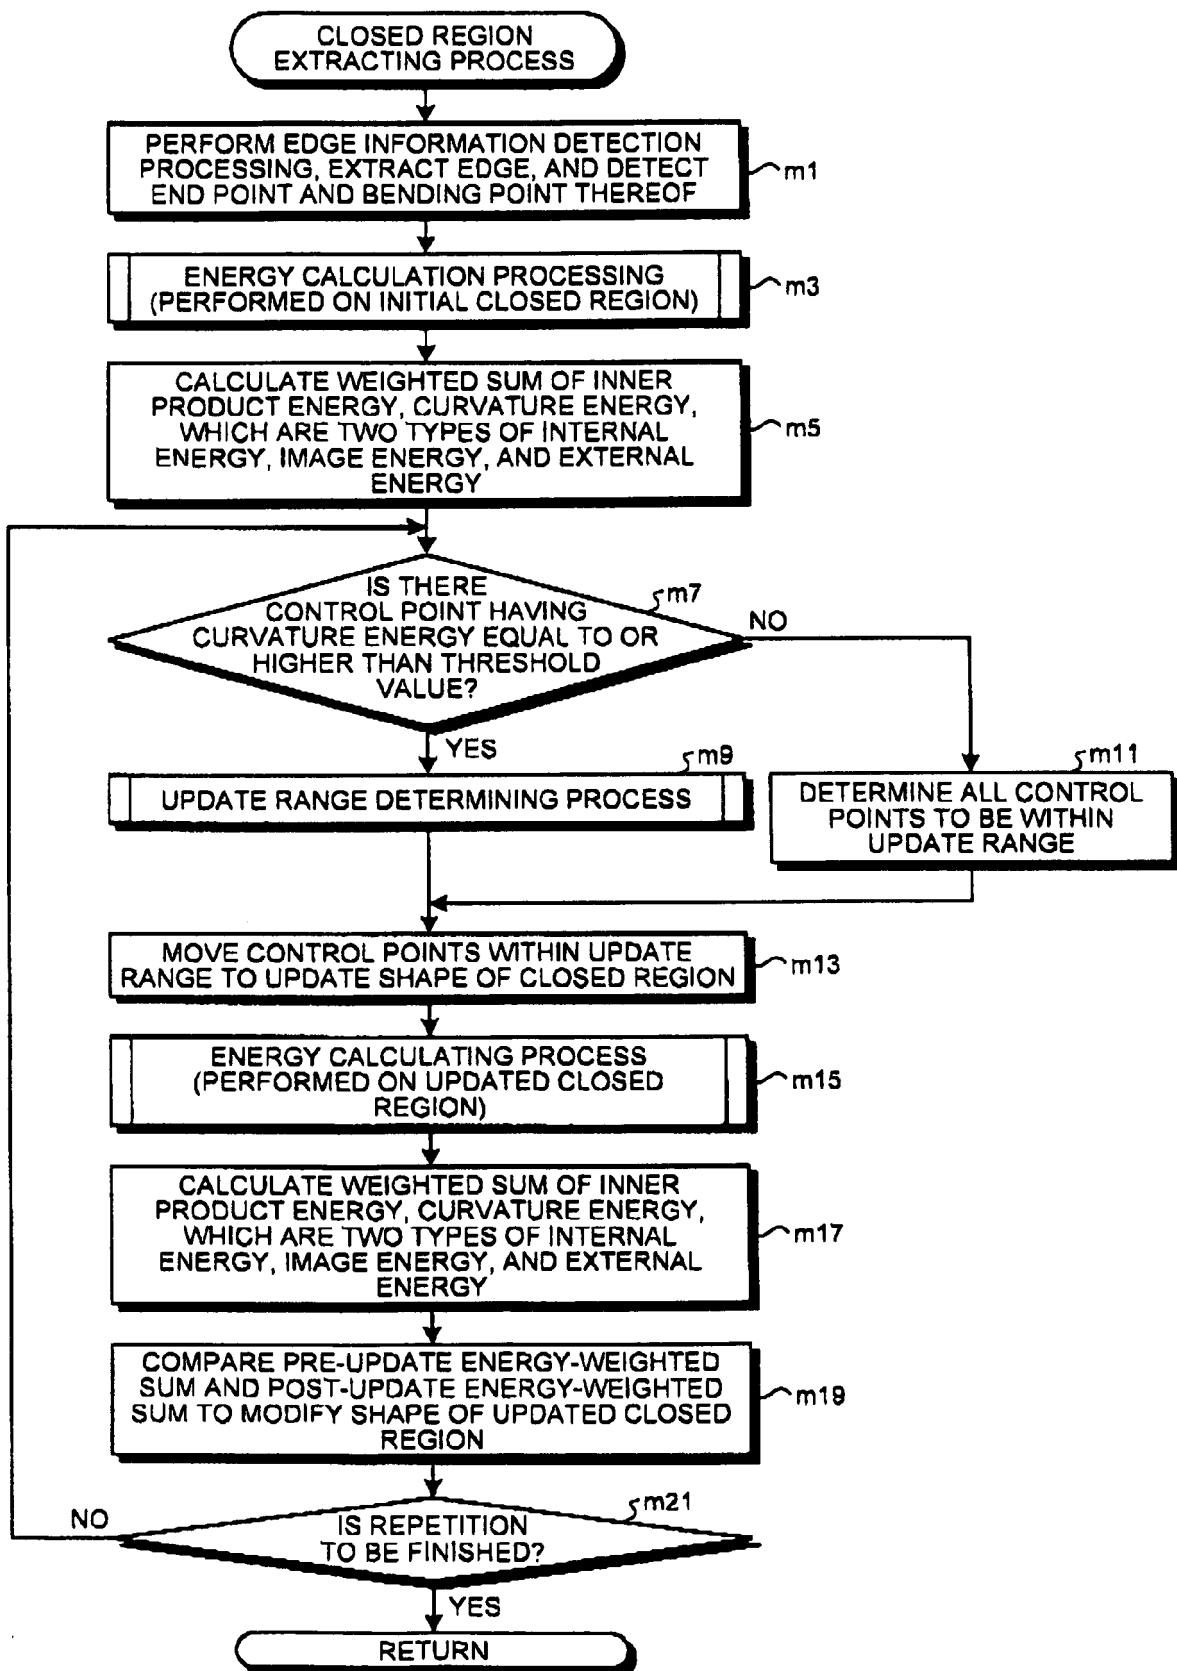 CLOSED REGION
EXTRACTING PROCESS
PERFORM EDGE INFORMATION DETECTION
PROCESSING, EXTRACT EDGE, AND DETECT
END POINT AND BENDING POINT THEREOF
m1
ENERGY CALCULATION PROCESSING
(PERFORMED ON INITIAL CLOSED REGION)
m3
CALCULATE WEIGHTED SUM OF INNER
PRODUCT ENERGY, CURVATURE ENERGY,
WHICH ARE TWO TYPES OF INTERNAL
ENERGY, IMAGE ENERGY, AND EXTERNAL
ENERGY
m5
IS THERE
CONTROL POINT HAVING
CURVATURE ENERGY EQUAL TO OR
HIGHER THAN THRESHOLD
VALUE?
m7
NO
YES
m9
UPDATE RANGE DETERMINING PROCESS
m11
DETERMINE ALL CONTROL
POINTS TO BE WITHIN
UPDATE RANGE
MOVE CONTROL POINTS WITHIN UPDATE
RANGE TO UPDATE SHAPE OF CLOSED REGION
m13
ENERGY CALCULATING PROCESS
(PERFORMED ON UPDATED CLOSED
REGION)
m15
CALCULATE WEIGHTED SUM OF INNER
PRODUCT ENERGY, CURVATURE ENERGY,
WHICH ARE TWO TYPES OF INTERNAL
ENERGY, IMAGE ENERGY, AND EXTERNAL
ENERGY
m17
COMPARE PRE-UPDATE ENERGY-WEIGHTED
SUM AND POST-UPDATE ENERGY-WEIGHTED
SUM TO MODIFY SHAPE OF UPDATED CLOSED
REGION
m19
NO
m21
IS REPETITION
TO BE FINISHED?
YES
RETURN